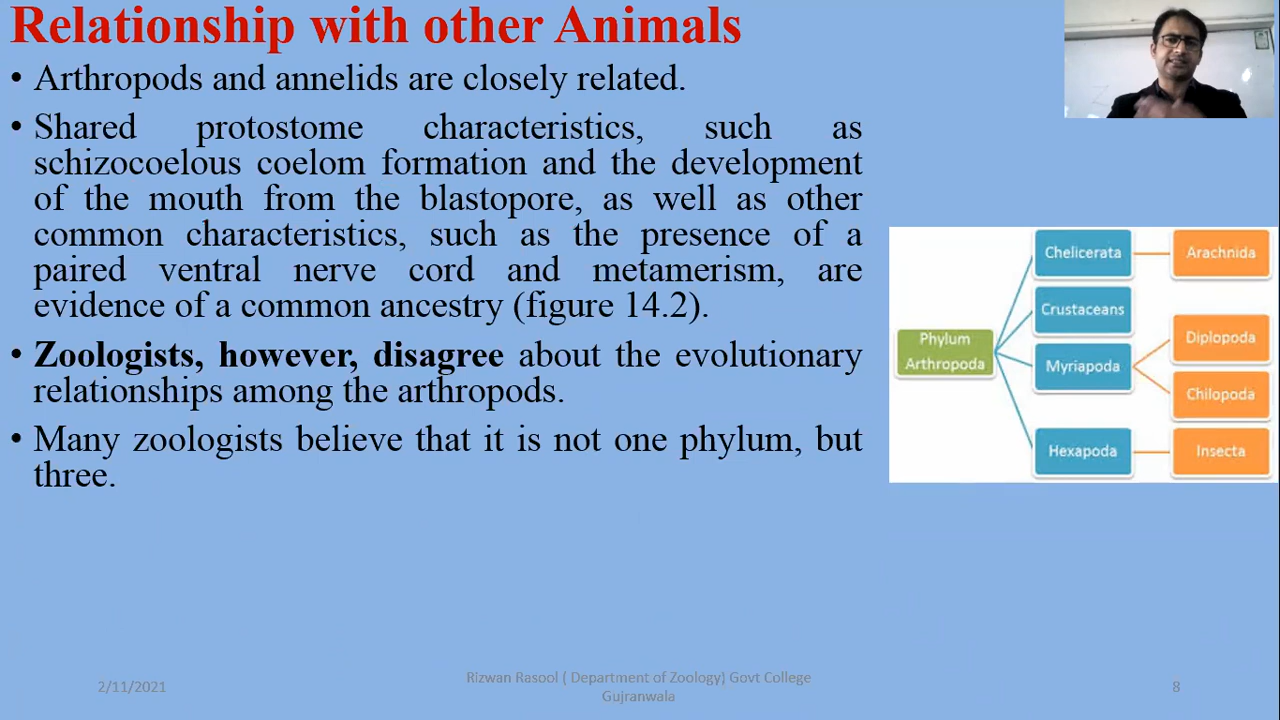 Relationship with other Animals
• Arthropods and annelids are closely related.
• Shared protostome characteristics, such as
schizocoelous coelom formation and the development
of the mouth from the blastopore, as well as other
common characteristics, such as the presence of a
paired ventral nerve cord and metamerism, are
evidence of a common ancestry (figure 14.2).
• Zoologists, however, disagree about the evolutionary
relationships among the arthropods.
• Many zoologists believe that it is not one phylum, but
three.
Phylum
Arthropoda
Chelicerata
Crustaceans
Myriapoda
Hexapoda
Arachnida
Diplopoda
Chilopoda
Insecta
2/11/2021
Rizwan Rasool ( Department of Zoology) Govt College
Gujranwala
8